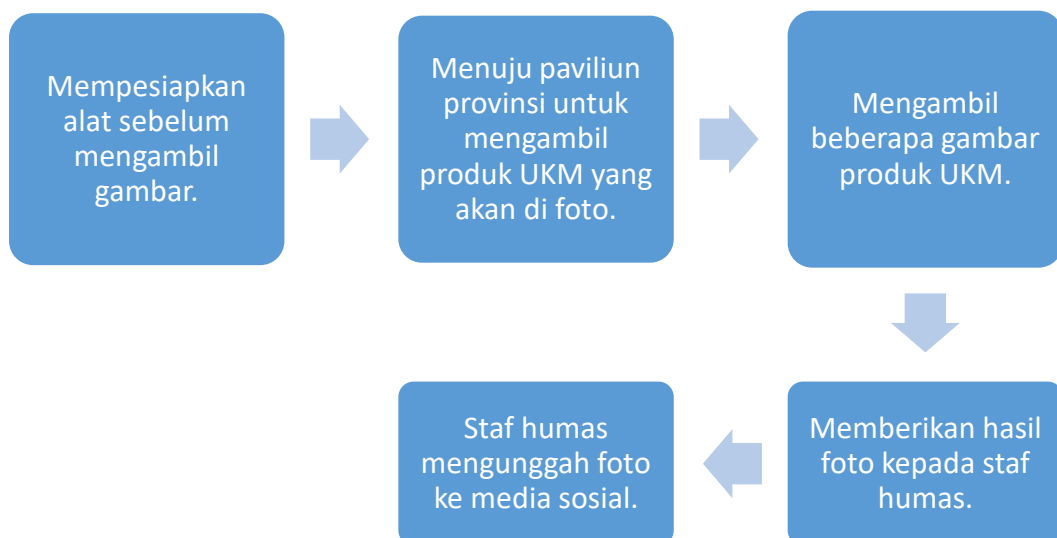 Mempesiapkan
alat sebelum
mengambil
gambar.
Menuju paviliun
provinsi untuk
mengambil
produk UKM yang
akan di foto.
Mengambil
beberapa gambar
produk UKM.
Memberikan hasil
foto kepada staf
humas.
Staf humas
mengunggah foto
ke media sosial.